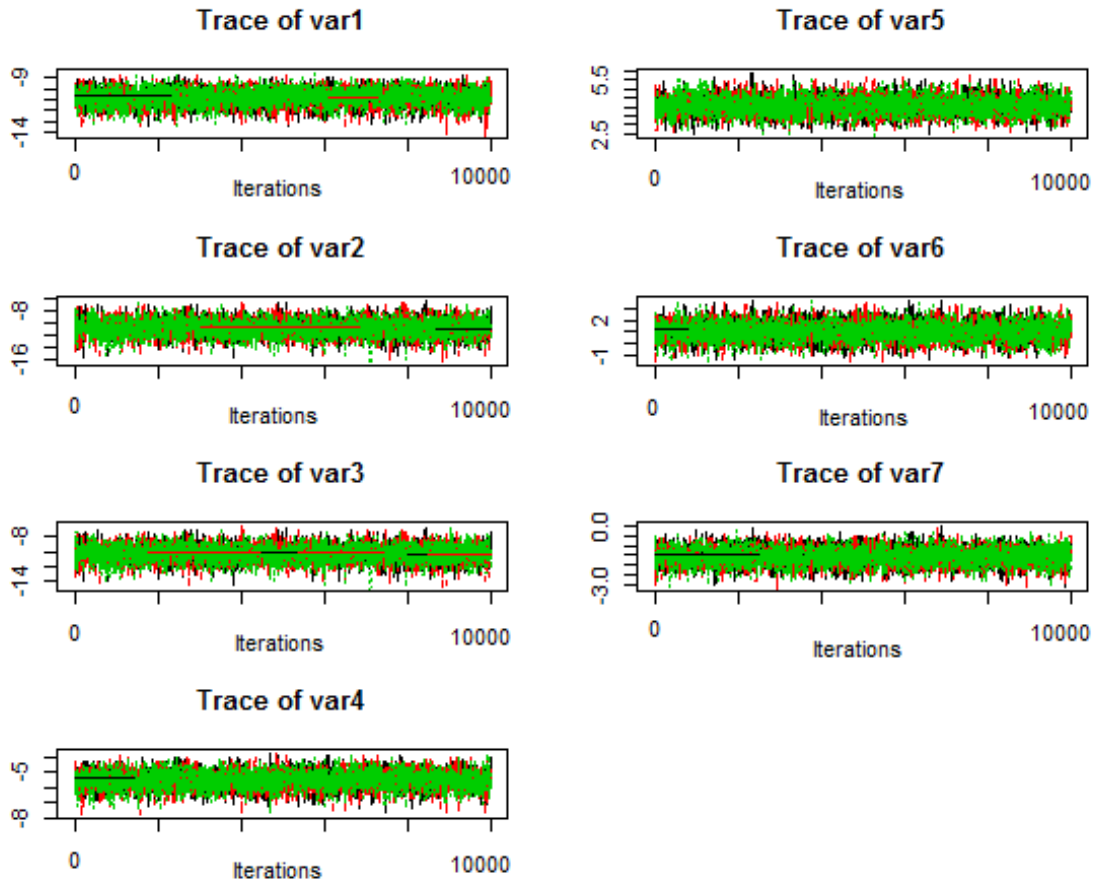 Trace of var1
-9
-14
0
10000
Iterations
Trace of var2
-8
-16
0
10000
Iterations
Trace of var3
-8
-14
0
10000
Iterations
Trace of var4
-5
-8
0
10000
Iterations
Trace of var5
5.5
2.5
0
10000
Iterations
Trace of var6
2
-1
0
10000
Iterations
Trace of var7
0.0
-3.0
0
10000
Iterations